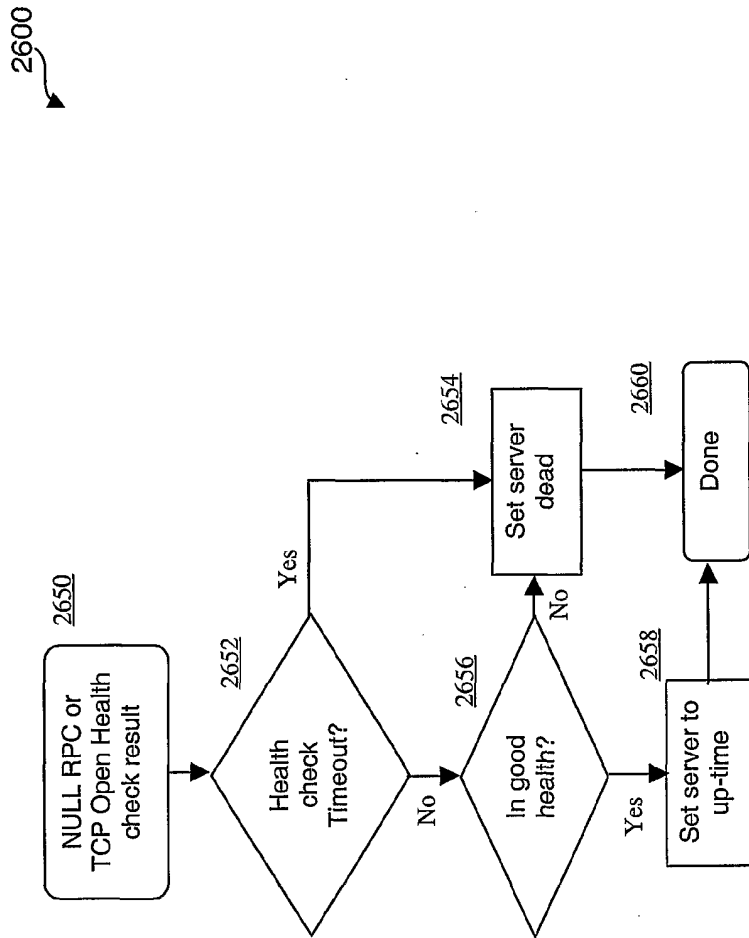 2600
2650
NULL RPC or
TCP Open Health
check result
2652
Health
check
Timeout?
Yes
No
2654
Set server
dead
2656
In good
health?
No
Yes
2658
Set server to
up-time
2660
Done